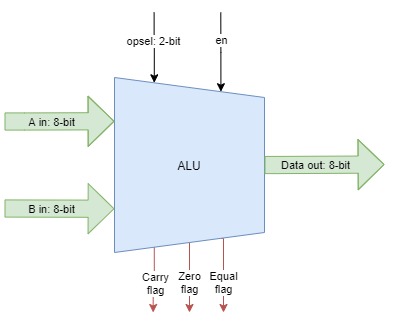 opsel: 2-bit
en
A in: 8-bit
ALU
Data out: 8-bit
B in: 8-bit
Carry
flag
Zero
flag
Equal
flag